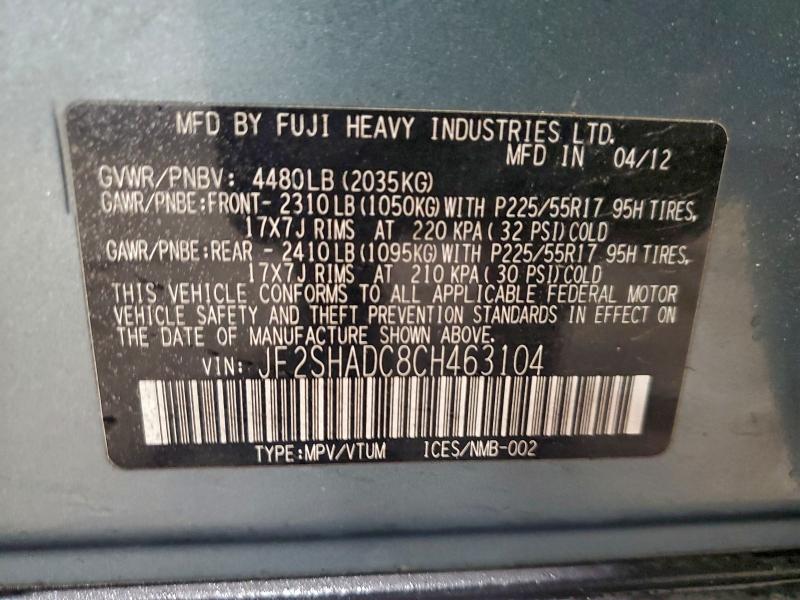 MFD BY FUJI HEAVY INDUSTRIES LTD.
MFD IN 04/12
GVWR/PNBV: 4480LB (2035KG)
GAWR/PNBE:FRONT- 2310LB (1050KG) WITH P225/55R17 95H TIRES,
17X7J RIMS AT 220 KPA ( 32 PSI) COLD
GAWR/PNBE:REAR - 2410LB (1095KG) WITH P225/55R17 95H TIRES,
17X7J RIMS AT 210 KPA ( 30 PSI) COLD
THIS VEHICLE CONFORMS TO ALL APPLICABLE FEDERAL MOTOR
VEHICLE SAFETY AND THEFT PREVENTION STANDARDS IN EFFECT ON
THE DATE OF MANUFACTURE SHOWN ABOVE.
VIN: JF2SHADC8CH463104
TYPE:MPV/VTUM ICES/NMB-002